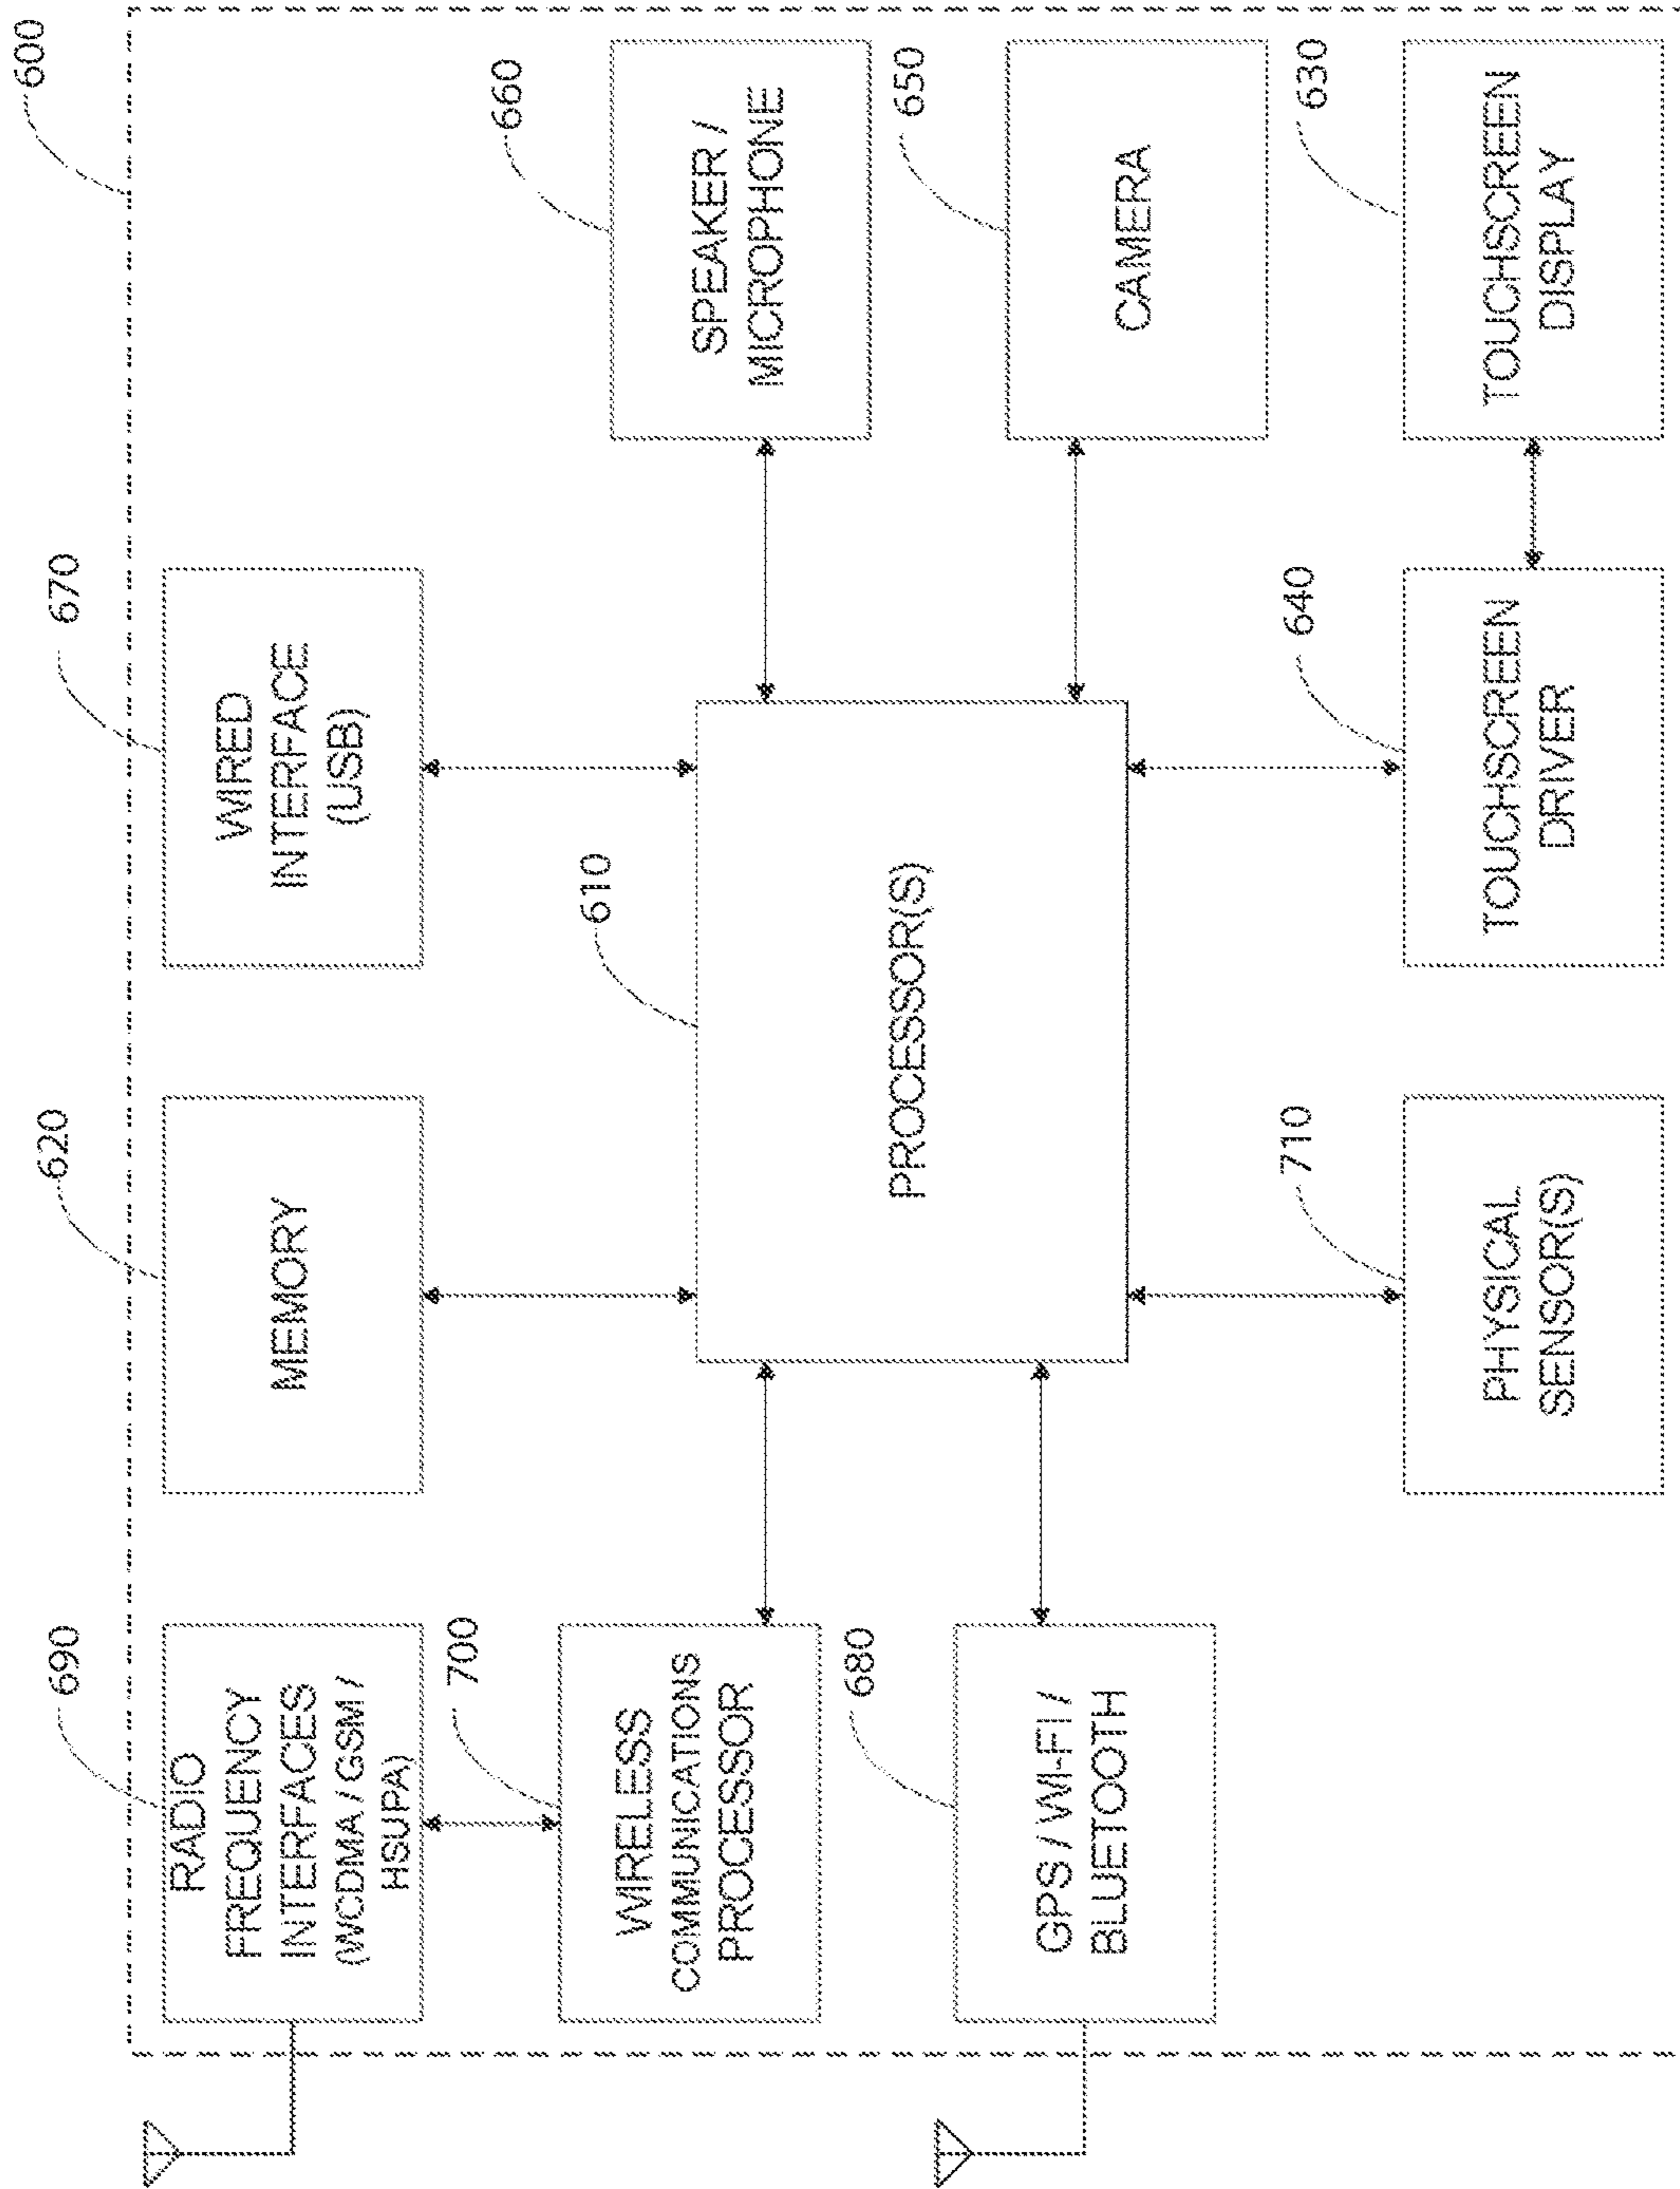 600
690
RADIO
FREQUENCY
INTERFACES
(WCDMA / GSM /
HSUPA)
620
MEMORY
670
WIRED
INTERFACE
(USB)
700
WIRELESS
COMMUNICATIONS
PROCESSOR
610
PROCESSOR(S)
660
SPEAKER /
MICROPHONE
680
GPS / WI-FI /
BLUETOOTH
650
CAMERA
710
PHYSICAL
SENSOR(S)
640
TOUCHSCREEN
DRIVER
630
TOUCHSCREEN
DISPLAY